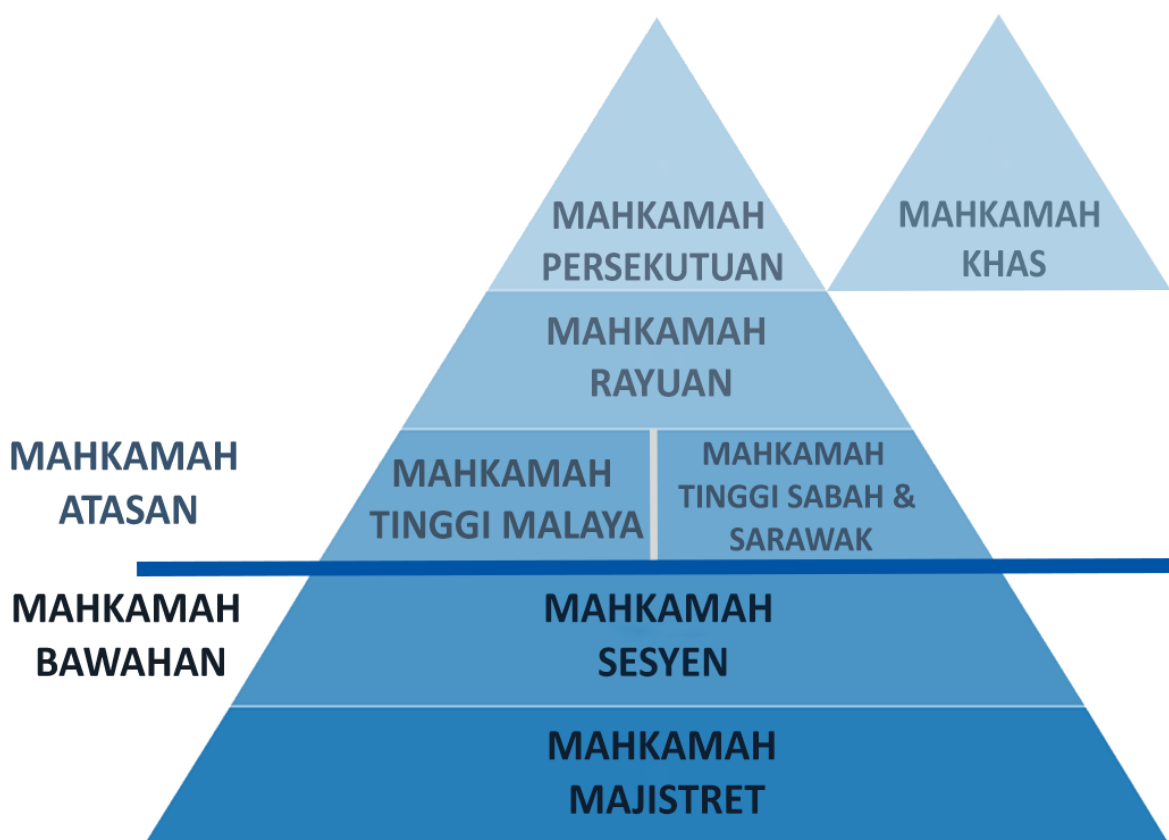 MAHKAMAH
PERSEKUTUAN
MAHKAMAH
KHAS
MAHKAMAH
RAYUAN
MAHKAMAH
ATASAN
MAHKAMAH
TINGGI MALAYA
MAHKAMAH
TINGGI SABAH &
SARAWAK
MAHKAMAH
BAWAHAN
MAHKAMAH
SESYEN
MAHKAMAH
MAJISTRET